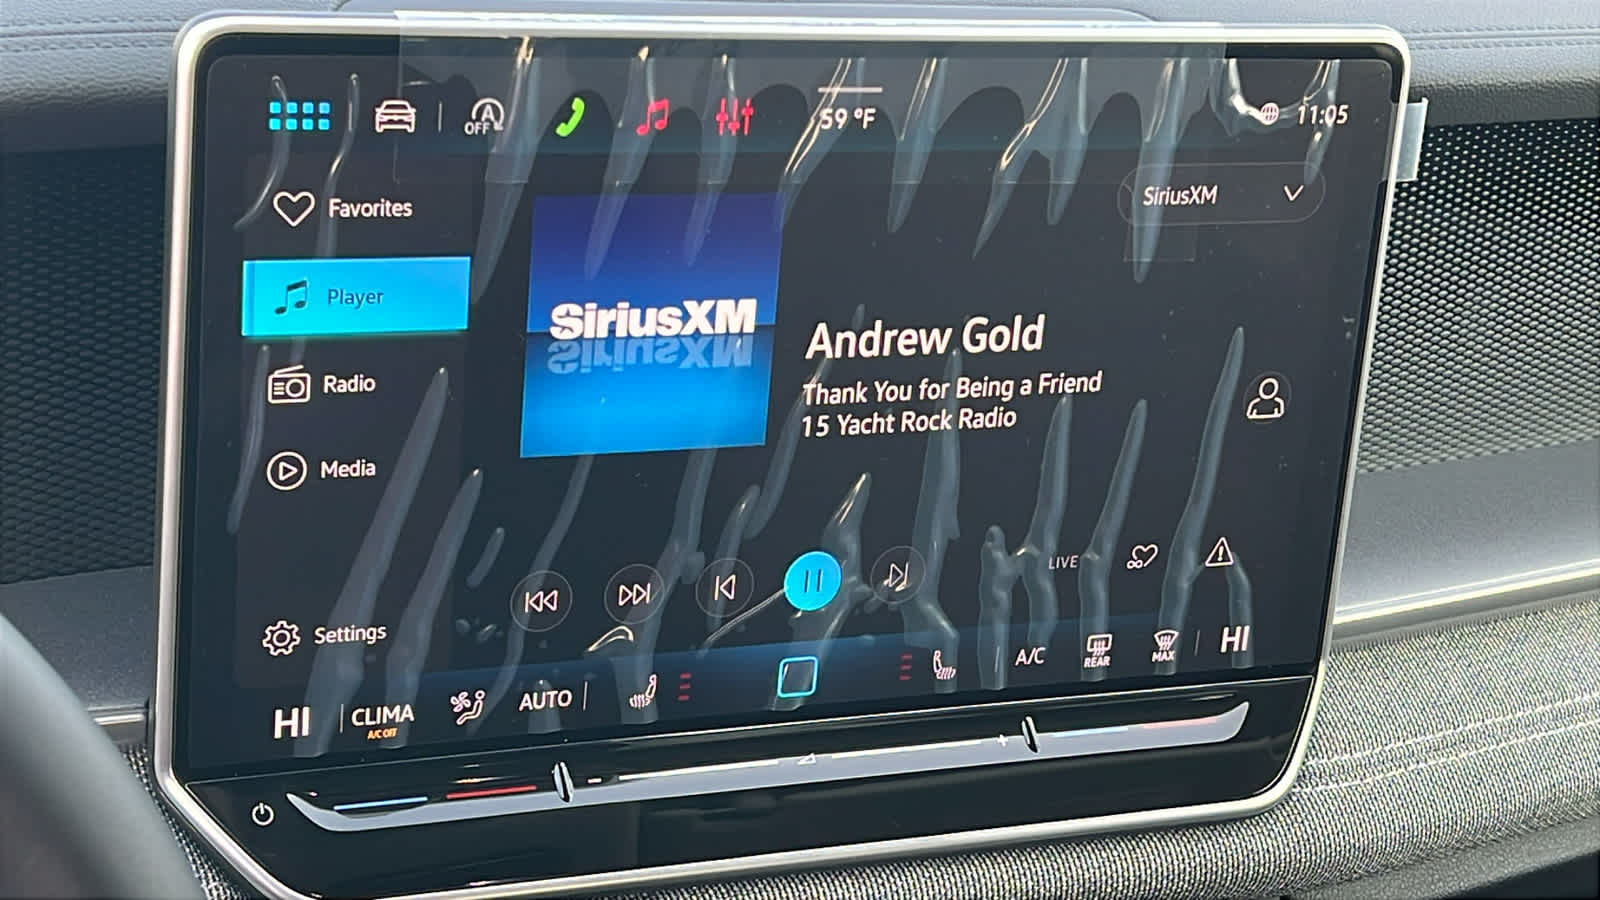 A
OFF
59 °F
11:05
Favorites
SiriusXM
Player
SiriusXM
Andrew Gold
Thank You for Being a Friend
15 Yacht Rock Radio
Radio
Media
LIVE
Settings
HI
CLIMA
A/C OFF
AUTO
A/C
REAR
MAX
HI
- +